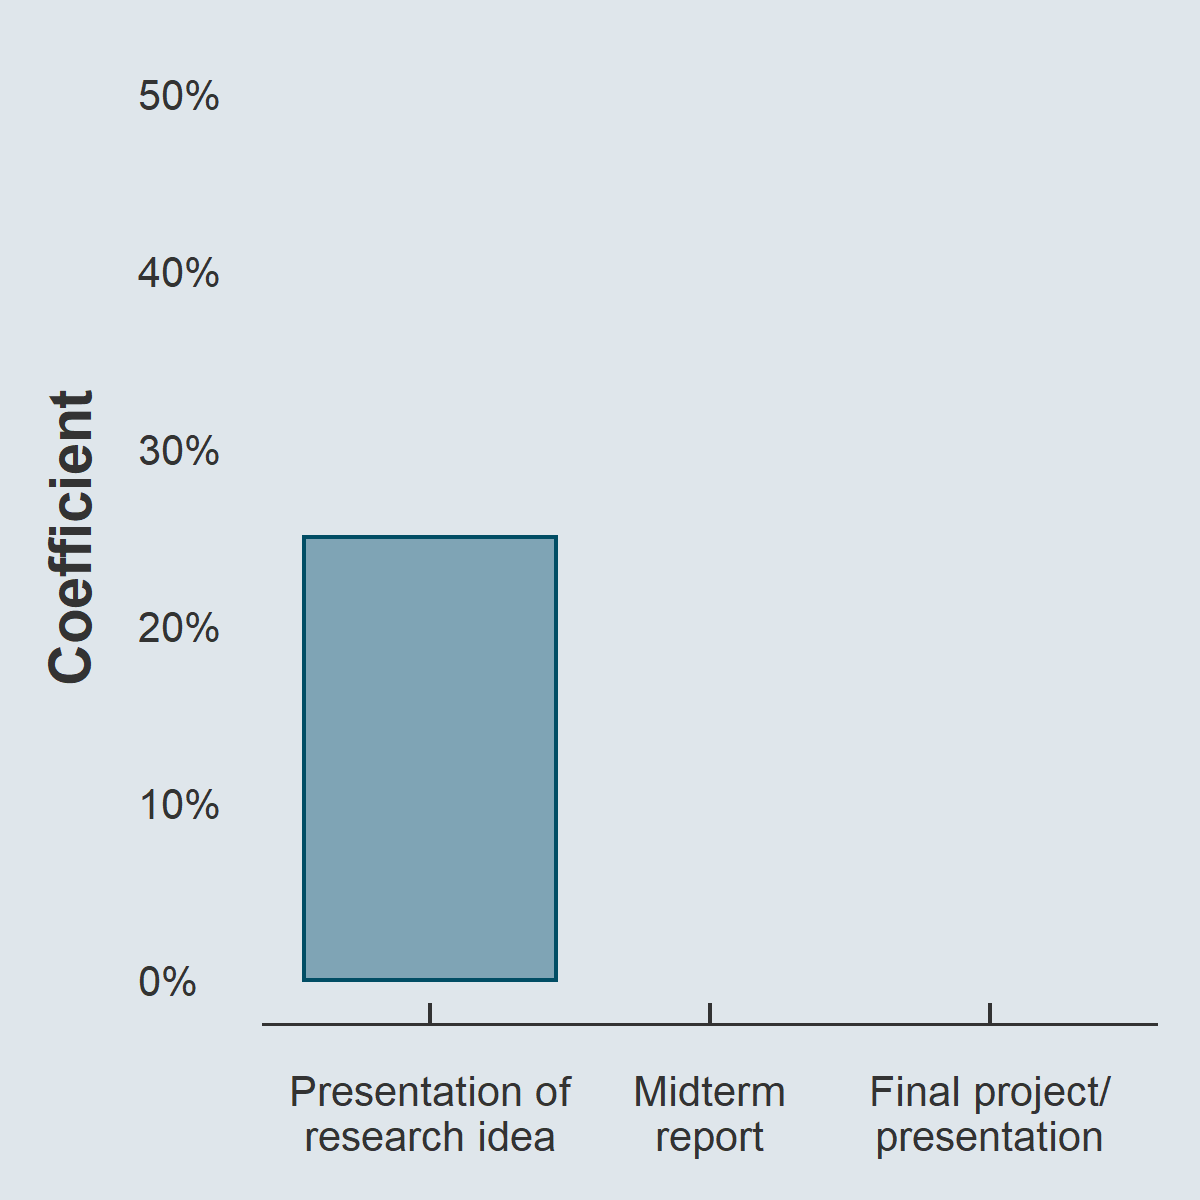 50%
40%
30%
20%
10%
0%
Coefficient
Presentation of
research idea
Midterm
report
Final project/
presentation